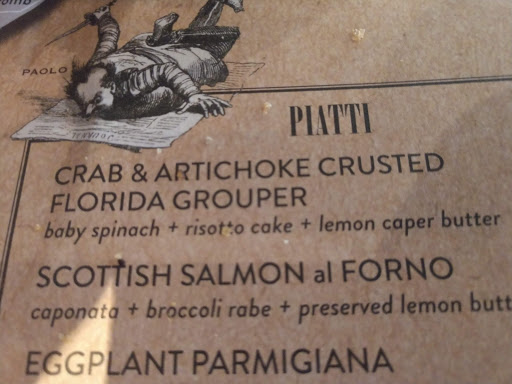 PAOLO
PIATTI
CRAB & ARTICHOKE CRUSTED
FLORIDA GROUPER
baby spinach + risotto cake + lemon caper butter
SCOTTISH SALMON al FORNO
caponata + broccoli rabe + preserved lemon butt
EGGPLANT PARMIGIANA